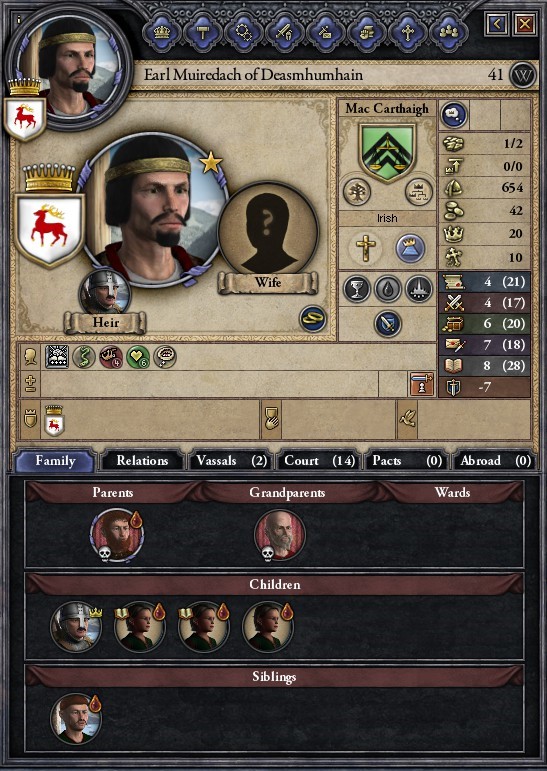 Earl Muiredach of Deasmhumhain 41 W
Mac Carthaigh
Irish
Wife
Heir
1/2
0/0
654
42
20
10
4 (21)
4 (17)
6 (20)
7 (18)
8 (28)
-7
4
6
Family Relations Vassals (2) Court (14) Pacts (0) Abroad (0)
Parents Grandparents Wards
Children
Siblings